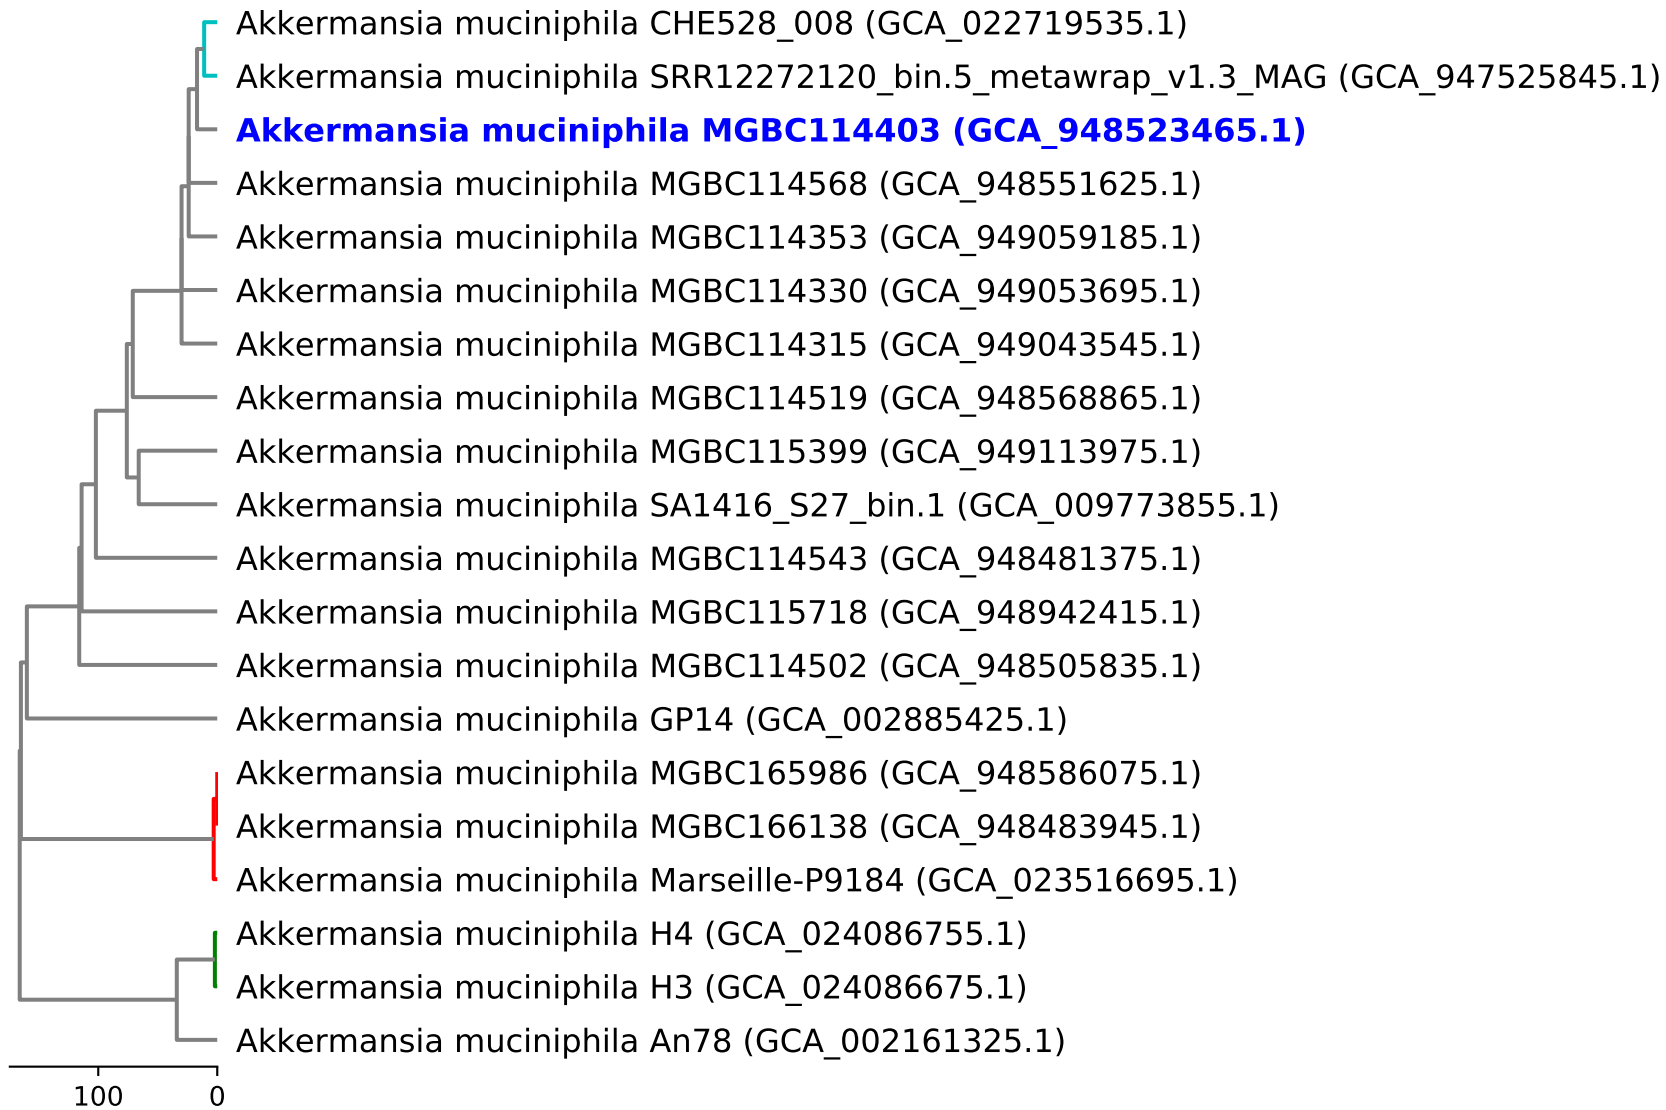 Akkermansia muciniphila CHE528_008 (GCA_022719535.1)
Akkermansia muciniphila SRR12272120_bin.5_metawrap_v1.3_MAG (GCA_947525845.1)
Akkermansia muciniphila MGBC114403 (GCA_948523465.1)
Akkermansia muciniphila MGBC114568 (GCA_948551625.1)
Akkermansia muciniphila MGBC114353 (GCA_949059185.1)
Akkermansia muciniphila MGBC114330 (GCA_949053695.1)
Akkermansia muciniphila MGBC114315 (GCA_949043545.1)
Akkermansia muciniphila MGBC114519 (GCA_948568865.1)
Akkermansia muciniphila MGBC115399 (GCA_949113975.1)
Akkermansia muciniphila SA1416_S27_bin.1 (GCA_009773855.1)
Akkermansia muciniphila MGBC114543 (GCA_948481375.1)
Akkermansia muciniphila MGBC115718 (GCA_948942415.1)
Akkermansia muciniphila MGBC114502 (GCA_948505835.1)
Akkermansia muciniphila GP14 (GCA_002885425.1)
Akkermansia muciniphila MGBC165986 (GCA_948586075.1)
Akkermansia muciniphila MGBC166138 (GCA_948483945.1)
Akkermansia muciniphila Marseille-P9184 (GCA_023516695.1)
Akkermansia muciniphila H4 (GCA_024086755.1)
Akkermansia muciniphila H3 (GCA_024086675.1)
Akkermansia muciniphila An78 (GCA_002161325.1)
100 0